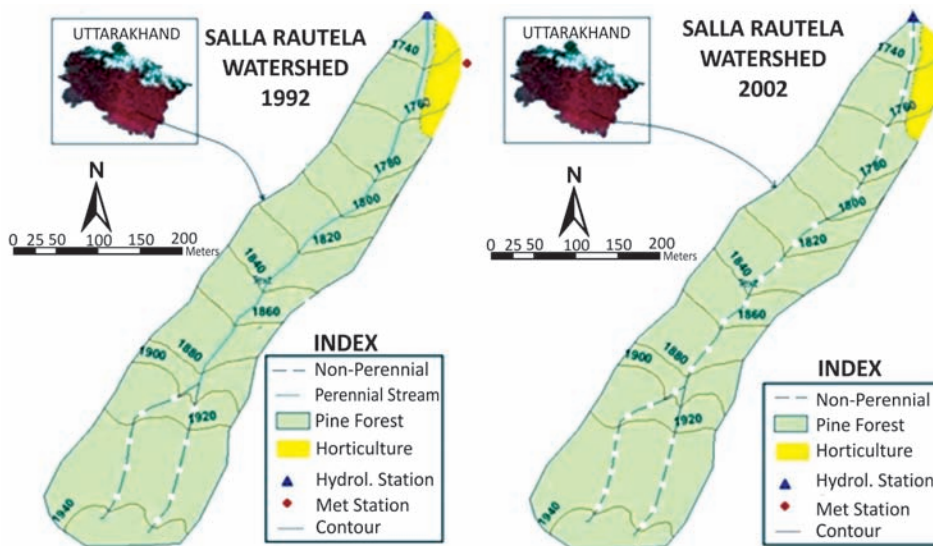 UTTARAKHAND
SALLA RAUTELA
WATERSHED
1992
N
0 25 50 100 150 200
Meters
1740
1760
1780
1800
1820
1840
1860
1880
1900
1920
1940
INDEX
Non-Perennial
Perennial Stream
Pine Forest
Horticulture
Hydrol. Station
Met Station
Contour
UTTARAKHAND
SALLA RAUTELA
WATERSHED
2002
N
0 25 50 100 150 200
Meters
1740
1760
1780
1800
1820
1840
1860
1880
1900
1920
1940
INDEX
Non-Perennial
Pine Forest
Horticulture
Hydrol. Station
Met Station
Contour